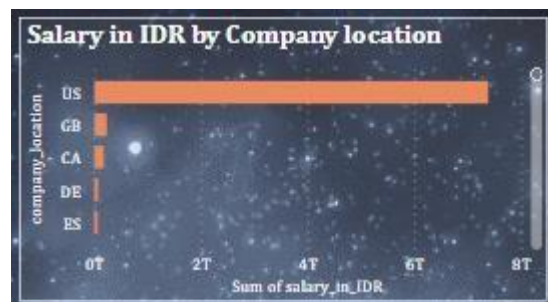 Salary in IDR by Company location
company_location
US
GB
CA
DE
ES
0T 2T 4T 6T 8T
Sum of salary_in_IDR